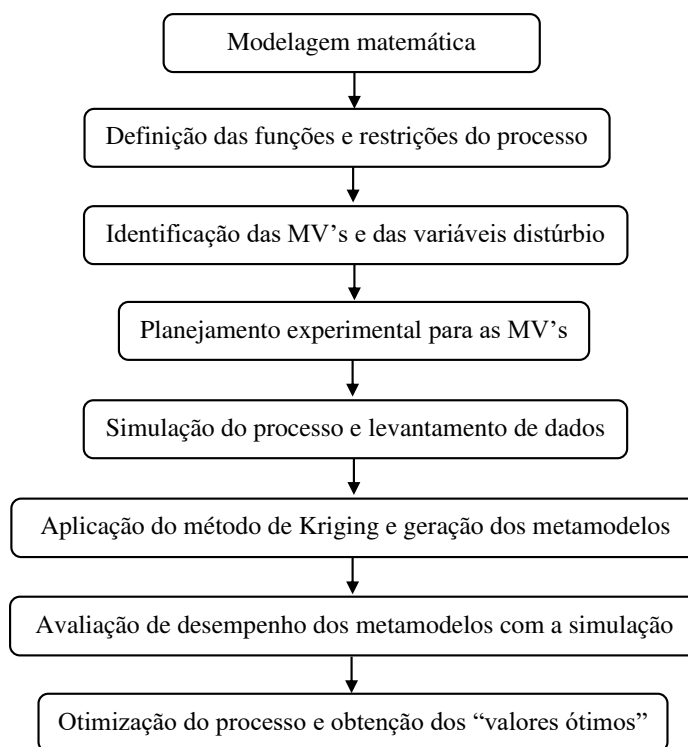 Modelagem matemática
Definição das funções e restrições do processo
Identificação das MV’s e das variáveis distúrbio
Planejamento experimental para as MV’s
Simulação do processo e levantamento de dados
Aplicação do método de Kriging e geração dos metamodelos
Avaliação de desempenho dos metamodelos com a simulação
Otimização do processo e obtenção dos “valores ótimos”